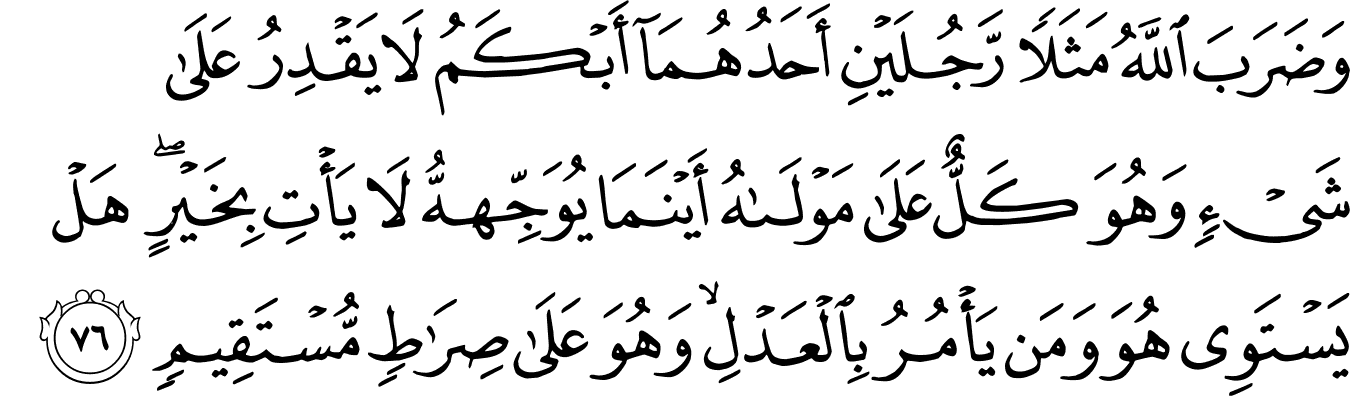 وَضَرَبَ ٱللَّهُ مَثَلًا رَّجُلَيْنِ أَحَدُهُمَآ أَبْكَمُ لَا يَقْدِرُ عَلَىٰ
شَىْءٍ وَهُوَ كَلٌّ عَلَىٰ مَوْلَىٰهُ أَيْنَمَا يُوَجِّههُّ لَا يَأْتِ بِخَيْرٍ ۖ هَلْ
يَسْتَوِى هُوَ وَمَن يَأْمُرُ بِٱلْعَدْلِ ۙ وَهُوَ عَلَىٰ صِرَٰطٍ مُّسْتَقِيمٍ ٧٦